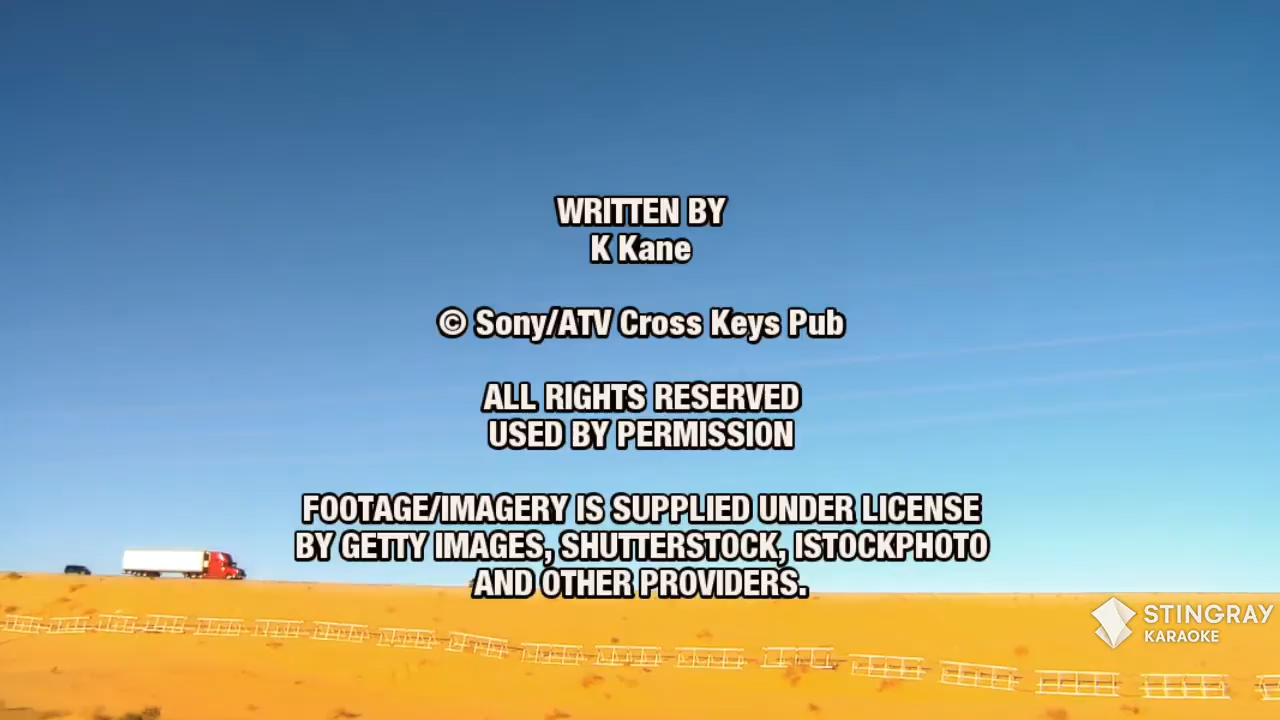 WRITTEN BY
K Kane
© Sony/ATV Cross Keys Pub
ALL RIGHTS RESERVED
USED BY PERMISSION
FOOTAGE/IMAGERY IS SUPPLIED UNDER LICENSE
BY GETTY IMAGES, SHUTTERSTOCK, ISTOCKPHOTO
AND OTHER PROVIDERS.
STINGRAY
KARAOKE